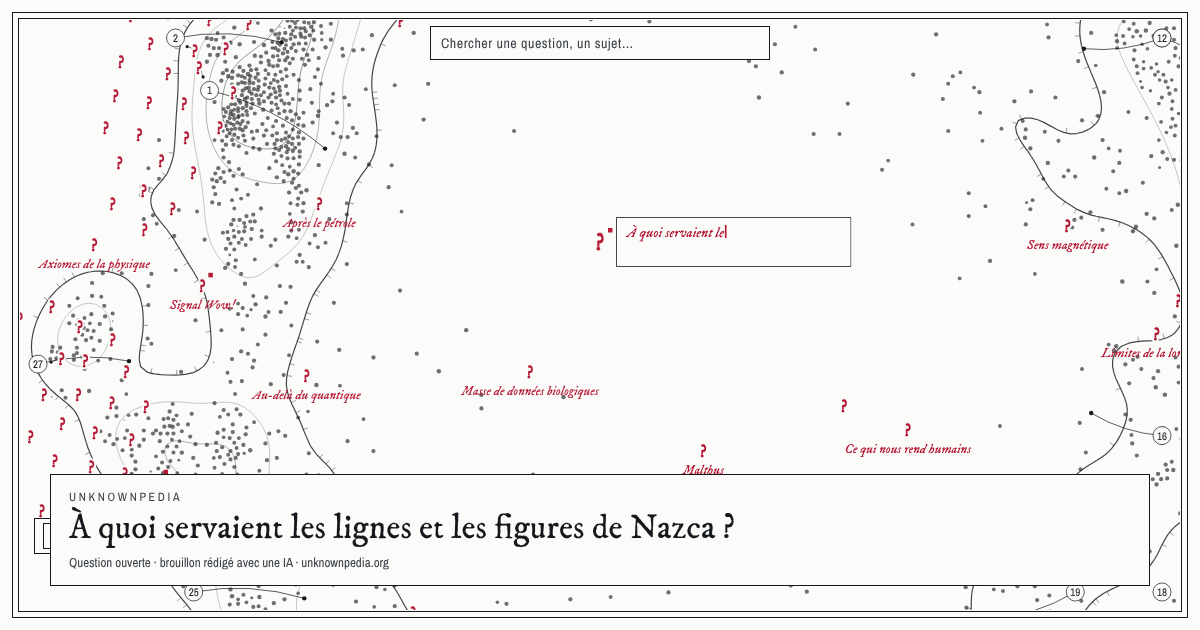 2
Chercher une question, un sujet...
12
1
Après le pétrole
À quoi servaient le
Sens magnétique
Axiomes de la physique
Signal Wow!
27
Limites de la
Au-delà du quantique
Masse de données biologiques
16
Ce qui nous rend humains
Malthus
UNKNOWNPEDIA
À quoi servaient les lignes et les figures de Nazca ?
Question ouverte · brouillon rédigé avec une IA · unknownpedia.org
25
19
18